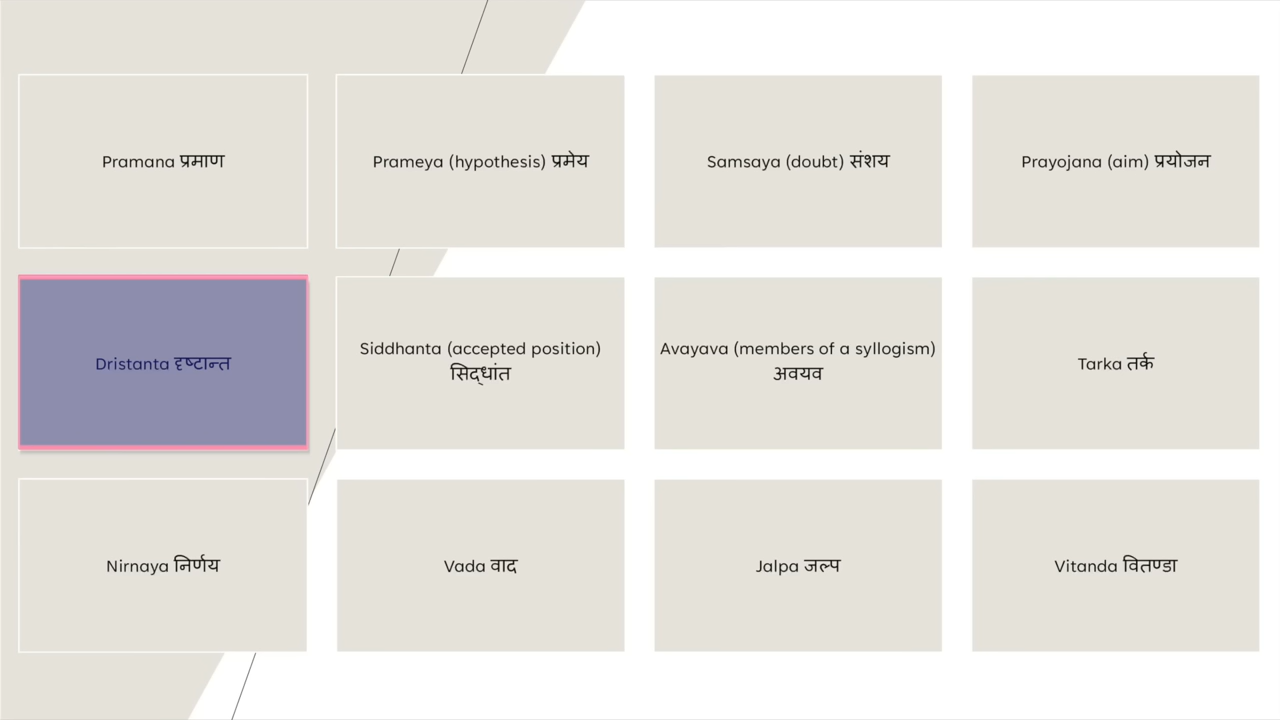 Pramana प्रमाण
Prameya (hypothesis) प्रमेय
Samsaya (doubt) संशय
Prayojana (aim) प्रयोजन
Dristanta दृष्टान्त
Siddhanta (accepted position)
सिद्धांत
Avayava (members of a syllogism)
अवयव
Tarka तर्क
Nirnaya निर्णय
Vada वाद
Jalpa जल्प
Vitanda वितण्डा